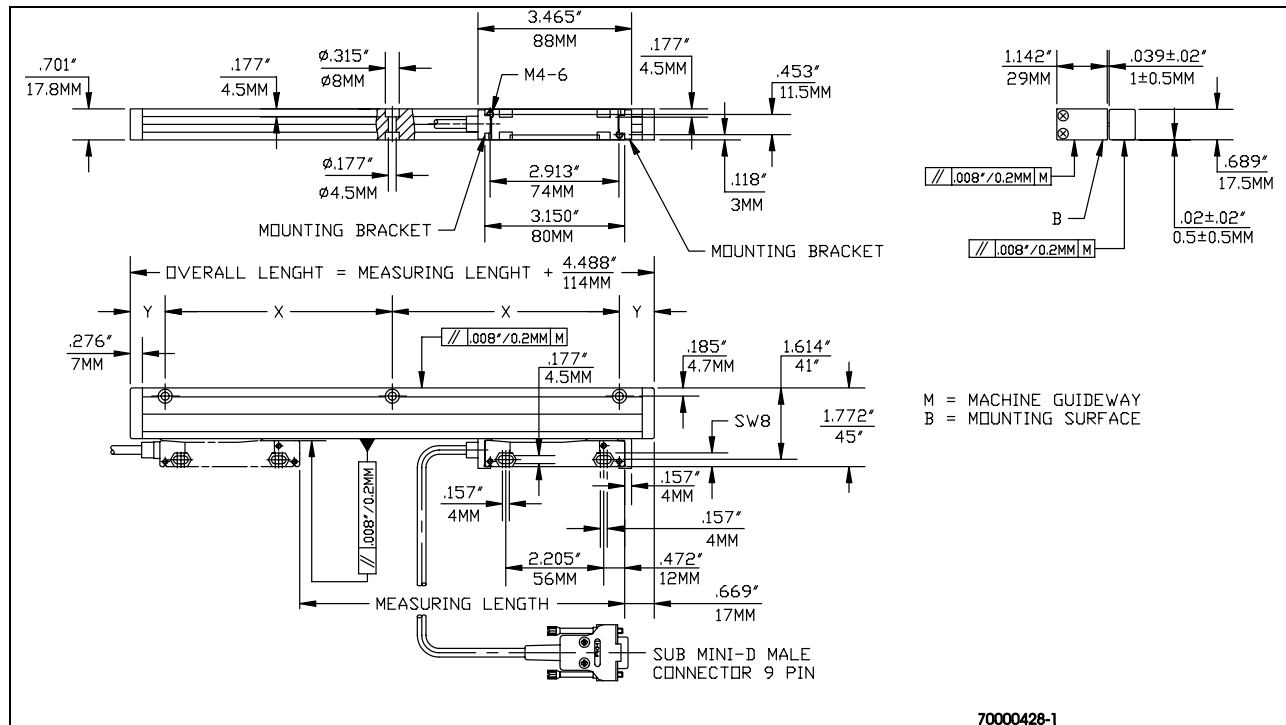 3.465"
88MM
.701"
17.8MM
.177"
4.5MM
Ø.315"
Ø8MM
M4-6
.177"
4.5MM
.453"
11.5MM
1.142"
29MM
.039±.02"
1±0.5MM
Ø.177"
Ø4.5MM
2.913"
74MM
3.150"
80MM
.118"
3MM
MOUNTING BRACKET
MOUNTING BRACKET
// .008"/0.2MM M
B
// .008"/0.2MM M
.689"
17.5MM
.02±.02"
0.5±0.5MM
OVERALL LENGHT = MEASURING LENGHT + 4.488"
114MM
Y X X Y
.276"
7MM
// .008"/0.2MM M
.177"
4.5MM
.185"
4.7MM
1.614"
41"
1.772"
45"
SW8
M = MACHINE GUIDEWAY
B = MOUNTING SURFACE
// .008"/0.2MM
.157"
4MM
.157"
4MM
.157"
4MM
2.205"
56MM
.472"
12MM
MEASURING LENGTH
.669"
17MM
SUB MINI-D MALE
CONNECTOR 9 PIN
70000428-1